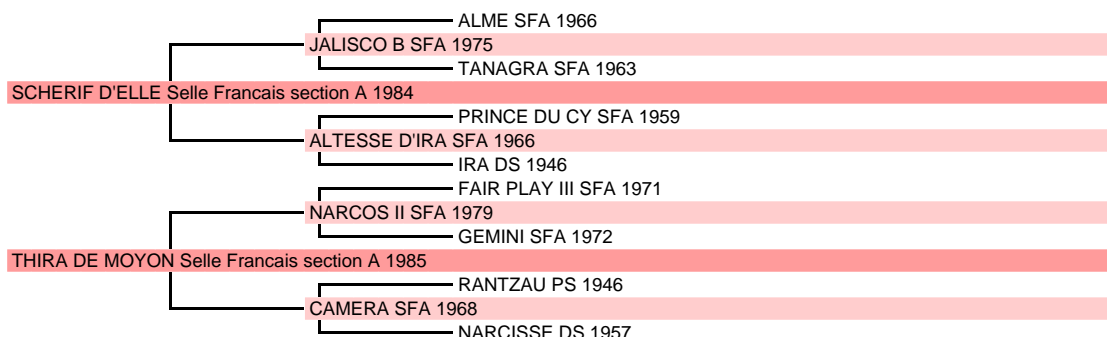 ALME SFA 1966
JALISCO B SFA 1975
TANAGRA SFA 1963
SCHERIF D'ELLE Selle Francais section A 1984
PRINCE DU CY SFA 1959
ALTESSE D'IRA SFA 1966
IRA DS 1946
FAIR PLAY III SFA 1971
NARCOS II SFA 1979
GEMINI SFA 1972
THIRA DE MOYON Selle Francais section A 1985
RANTZAU PS 1946
CAMERA SFA 1968
NARCISSE DS 1957